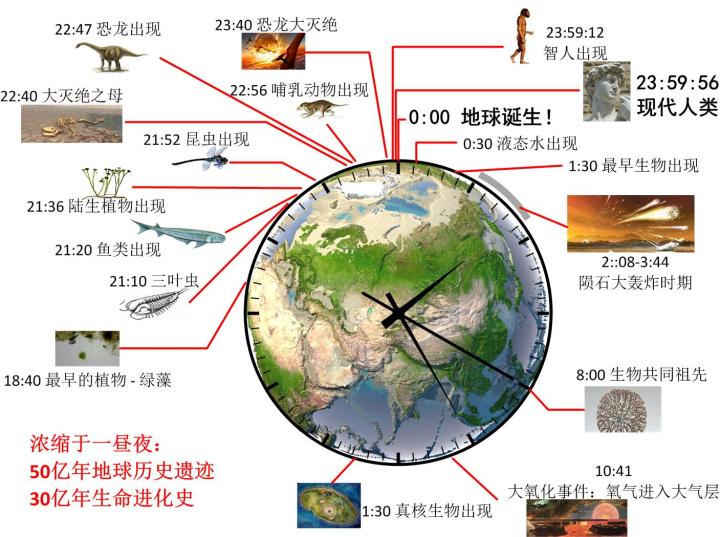 22:47 恐龙出现
23:40 恐龙大灭绝
23:59:12
智人出现
23:59:56
现代人类
22:40 大灭绝之母
22:56 哺乳动物出现
0:00 地球诞生！
21:52 昆虫出现
0:30 液态水出现
1:30 最早生物出现
21:36 陆生植物出现
21:20 鱼类出现
2::08-3:44
陨石大轰炸时期
21:10 三叶虫
18:40 最早的植物 - 绿藻
8:00 生物共同祖先
浓缩于一昼夜：
50亿年地球历史遗迹
30亿年生命进化史
10:41
大氧化事件：氧气进入大气层
1:30 真核生物出现